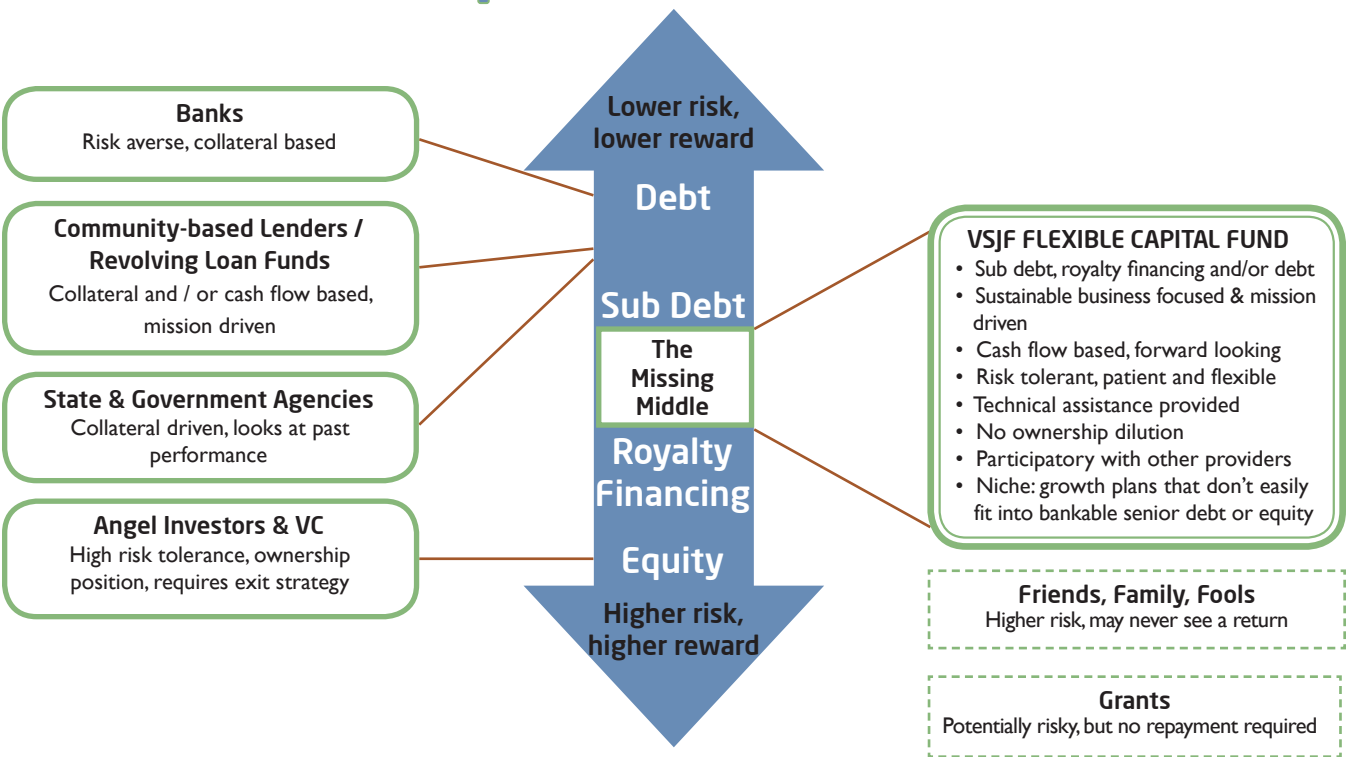 Banks
Risk averse, collateral based
Community-based Lenders /
Revolving Loan Funds
Collateral and / or cash flow based,
mission driven
State & Government Agencies
Collateral driven, looks at past
performance
Angel Investors & VC
High risk tolerance, ownership
position, requires exit strategy
Lower risk,
lower reward
Debt
Sub Debt
The
Missing
Middle
Royalty
Financing
Equity
Higher risk,
higher reward
VSJF FLEXIBLE CAPITAL FUND
• Sub debt, royalty financing and/or debt
• Sustainable business focused & mission
driven
• Cash flow based, forward looking
• Risk tolerant, patient and flexible
• Technical assistance provided
• No ownership dilution
• Participatory with other providers
• Niche: growth plans that don't easily
fit into bankable senior debt or equity
Friends, Family, Fools
Higher risk, may never see a return
Grants
Potentially risky, but no repayment required